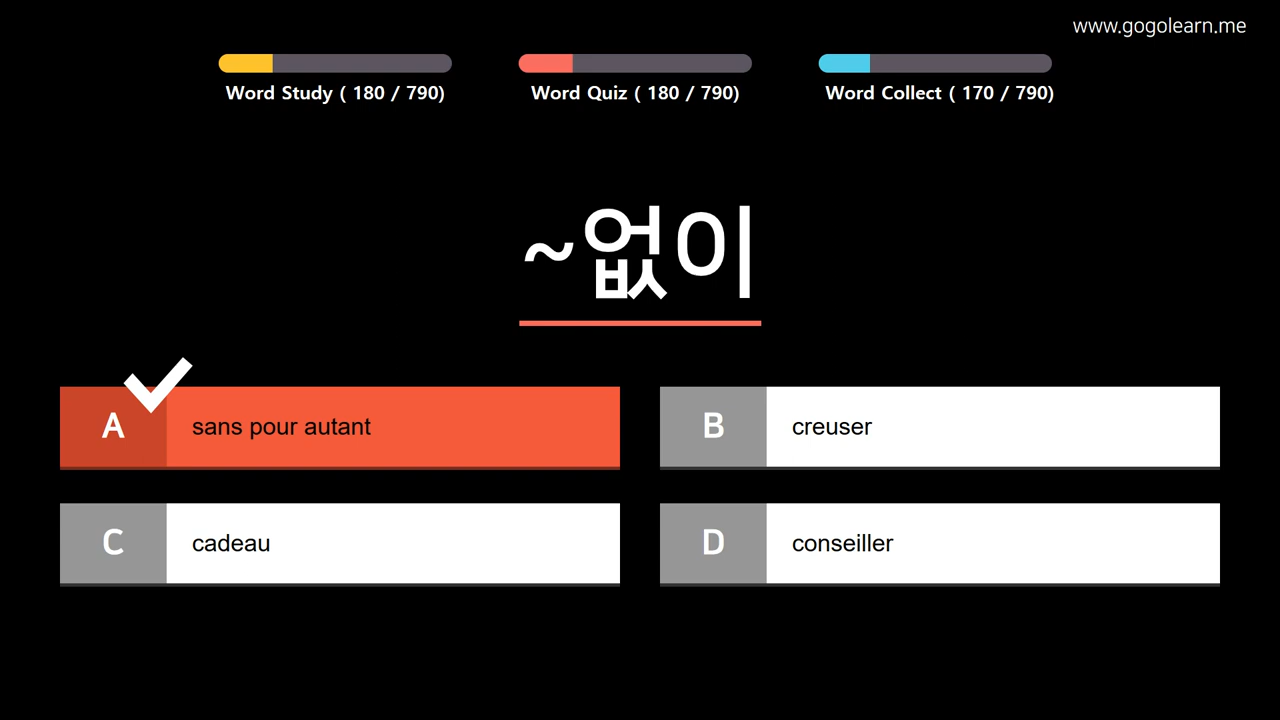 www.gogolearn.me
Word Study ( 180 / 790)
Word Quiz ( 180 / 790)
Word Collect ( 170 / 790)
~없이
A sans pour autant
B creuser
C cadeau
D conseiller